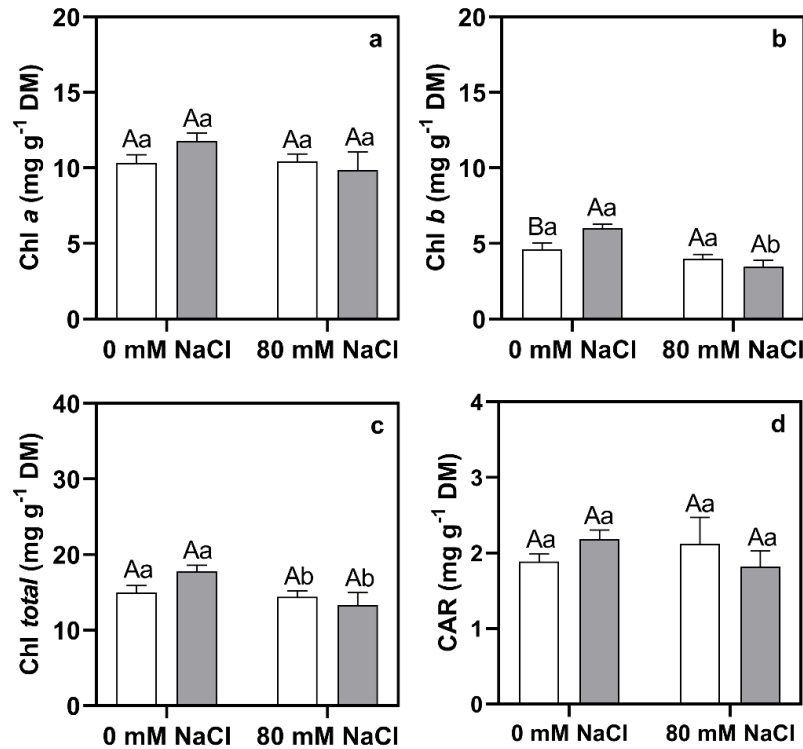 a
Chl a (mg g⁻¹ DM)
20
15
10
5
0
Aa
Aa
Aa
Aa
0 mM NaCl
80 mM NaCl
b
Chl b (mg g⁻¹ DM)
20
15
10
5
0
Ba
Aa
Aa
Ab
0 mM NaCl
80 mM NaCl
c
Chl total (mg g⁻¹ DM)
40
30
20
10
0
Aa
Aa
Ab
Ab
0 mM NaCl
80 mM NaCl
d
CAR (mg g⁻¹ DM)
4
3
2
1
0
Aa
Aa
Aa
Aa
0 mM NaCl
80 mM NaCl